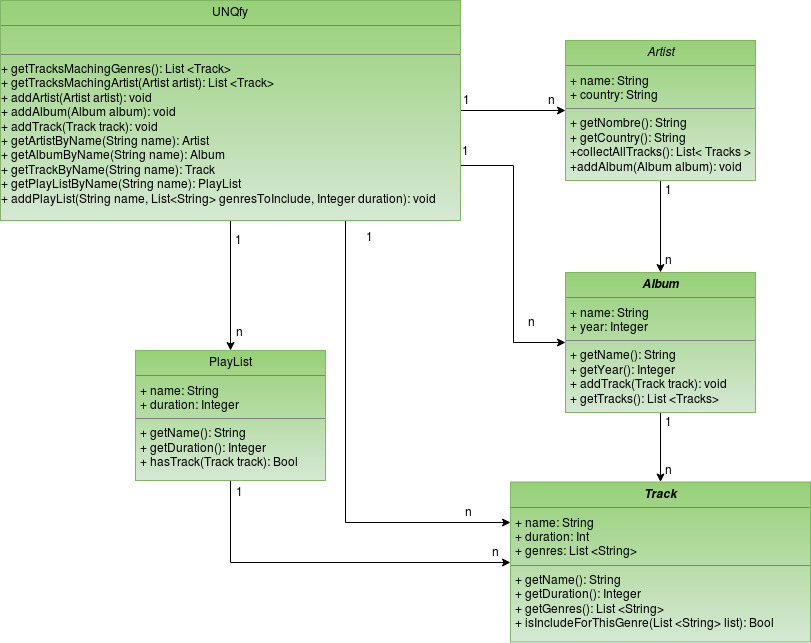 UNQfy
+ getTracksMachingGenres(): List <Track>
+ getTracksMachingArtist(Artist artist): List <Track>
+ addArtist(Artist artist): void
+ addAlbum(Album album): void
+ addTrack(Track track): void
+ getArtistByName(String name): Artist
+ getAlbumByName(String name): Album
+ getTrackByName(String name): Track
+ getPlayListByName(String name): PlayList
+ addPlayList(String name, List<String> genresToInclude, Integer duration): void
1
n
1
n
1
n
1
n
Artist
+ name: String
+ country: String
+ getNombre(): String
+ getCountry(): String
+collectAllTracks(): List< Tracks >
+addAlbum(Album album): void
1
n
Album
+ name: String
+ year: Integer
+ getName(): String
+ getYear(): Integer
+ addTrack(Track track): void
+ getTracks(): List <Tracks>
1
n
PlayList
+ name: String
+ duration: Integer
+ getName(): String
+ getDuration(): Integer
+ hasTrack(Track track): Bool
1
n
Track
+ name: String
+ duration: Int
+ genres: List <String>
+ getName(): String
+ getDuration(): Integer
+ getGenres(): List <String>
+ isIncludeForThisGenre(List <String> list): Bool